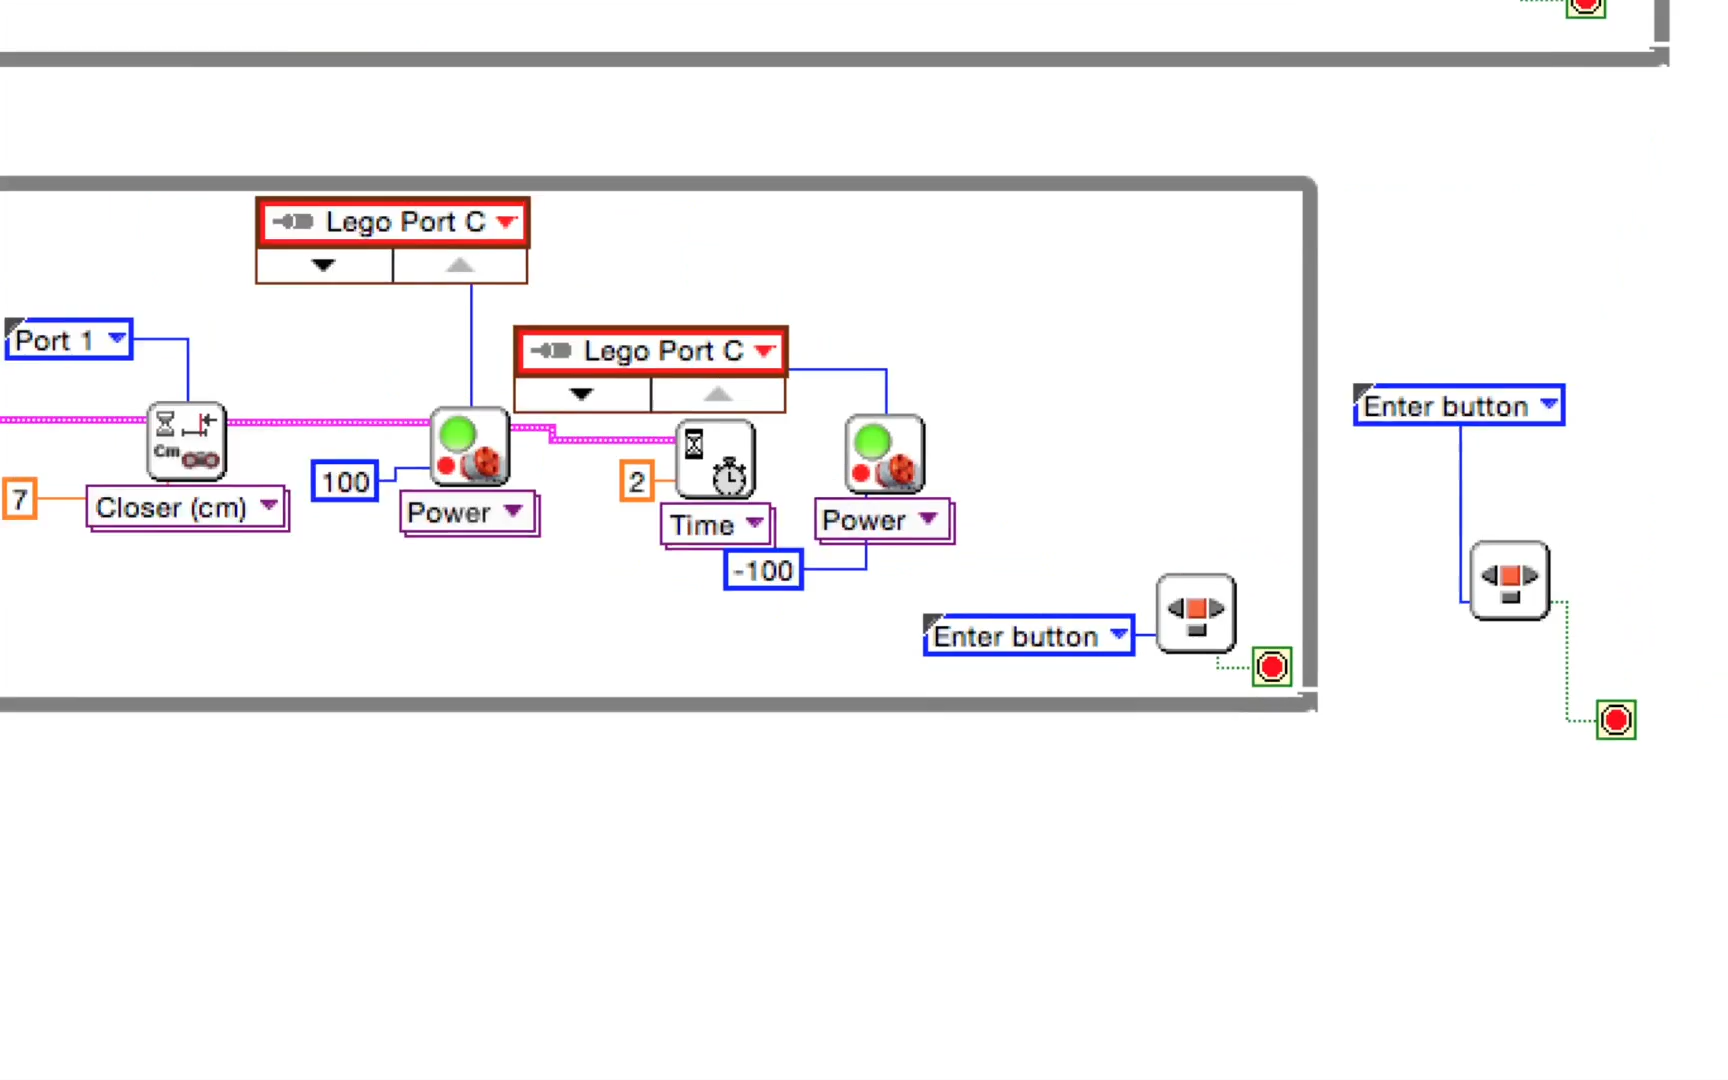 Lego Port C
Port 1
Lego Port C
Enter button
Cm
7
Closer (cm)
100
Power
2
Time
Power
-100
Enter button